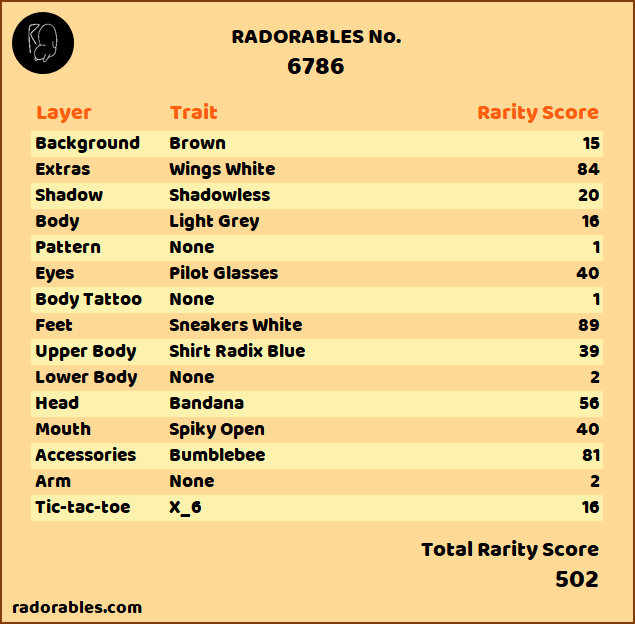 RADORABLES No.
6786
Layer Trait Rarity Score
Background Brown 15
Extras Wings White 84
Shadow Shadowless 20
Body Light Grey 16
Pattern None 1
Eyes Pilot Glasses 40
Body Tattoo None 1
Feet Sneakers White 89
Upper Body Shirt Radix Blue 39
Lower Body None 2
Head Bandana 56
Mouth Spiky Open 40
Accessories Bumblebee 81
Arm None 2
Tic-tac-toe X_6 16
Total Rarity Score
502
radorables.com